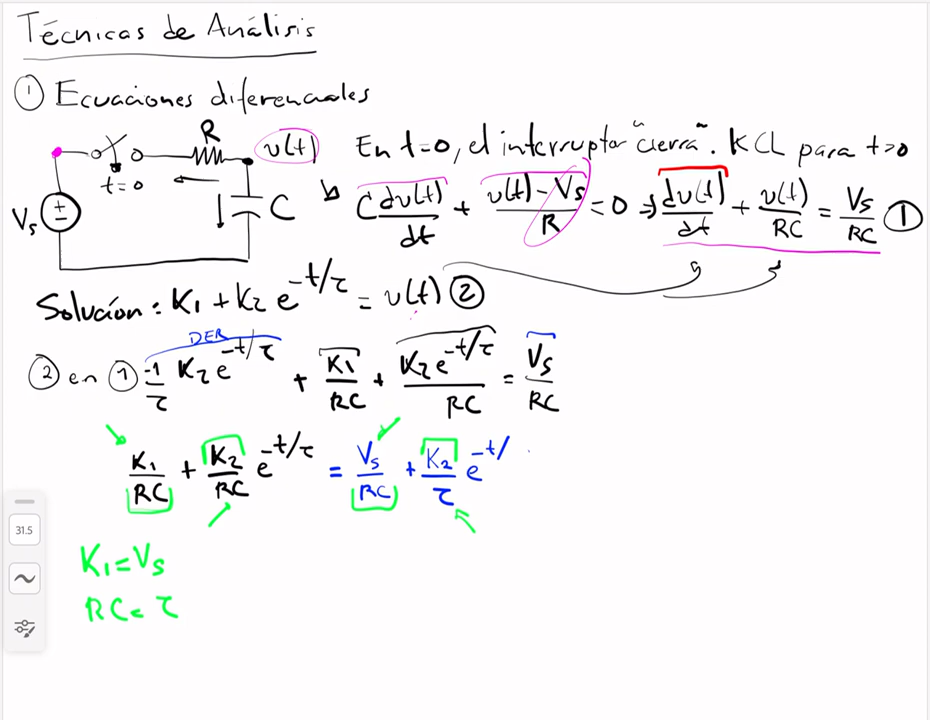 Técnicas de Análisis
① Ecuaciones diferenciales
R
v(t)
t=0
Vs
+
-
C
En t=0, el interruptor "cierra". KCL para t>0
C dv(t)/dt + v(t) - Vs/R = 0 ⇒ dv(t)/dt + v(t)/RC = Vs/RC ①
Solución: K1 + K2 e^-t/τ = v(t) ②
DER
② en ① -1/τ K2 e^-t/τ + K1/RC + K2 e^-t/τ/RC = Vs/RC
K1/RC + K2/RC e^-t/τ = Vs/RC + K2/τ e^-t/
K1 = Vs
RC = τ
31.5